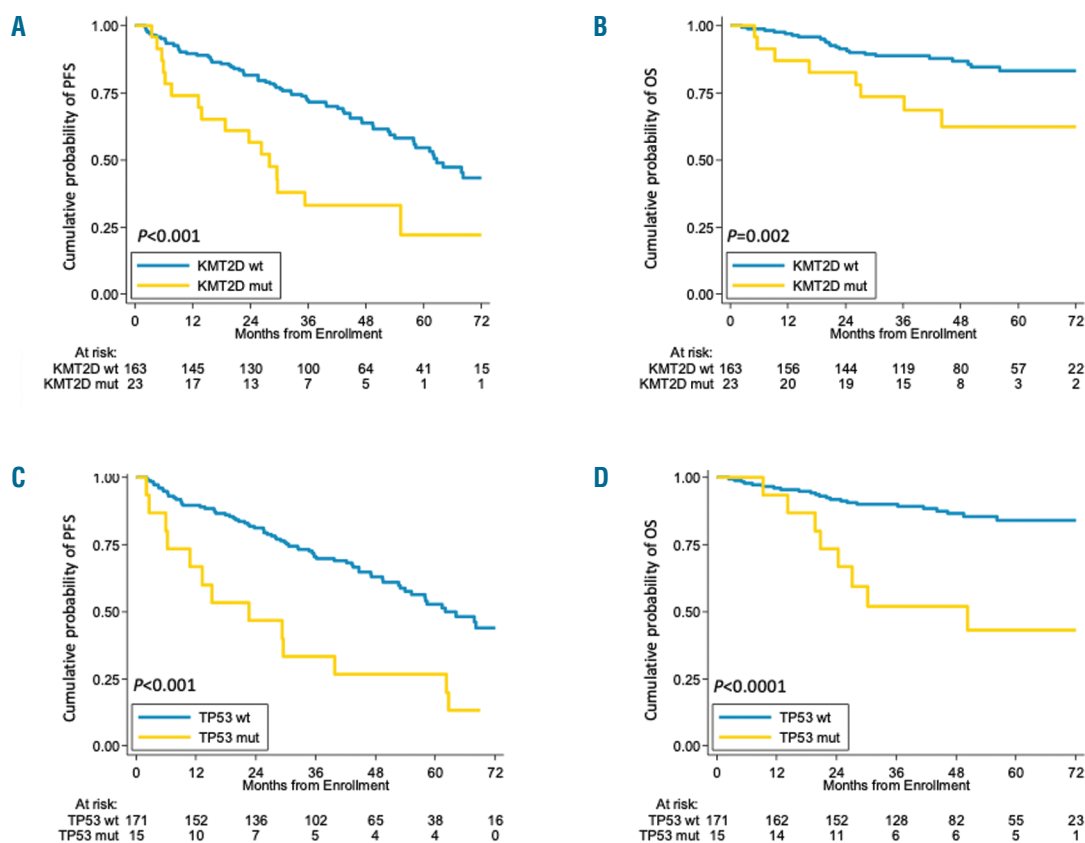 A
Cumulative probability of PFS
1.00
0.75
0.50
0.25
0.00
P<0.001
KMT2D wt
KMT2D mut
0 12 24 36 48 60 72
Months from Enrollment
At risk:
KMT2D wt 163 145 130 100 64 41 15
KMT2D mut 23 17 13 7 5 1 1
B
Cumulative probability of OS
1.00
0.75
0.50
0.25
0.00
P=0.002
KMT2D wt
KMT2D mut
0 12 24 36 48 60 72
Months from Enrollment
At risk:
KMT2D wt 163 156 144 119 80 57 22
KMT2D mut 23 20 19 15 8 3 2
C
Cumulative probability of PFS
1.00
0.75
0.50
0.25
0.00
P<0.001
TP53 wt
TP53 mut
0 12 24 36 48 60 72
Months from Enrollment
At risk:
TP53 wt 171 152 136 102 65 38 16
TP53 mut 15 10 7 5 4 4 0
D
Cumulative probability of OS
1.00
0.75
0.50
0.25
0.00
P<0.0001
TP53 wt
TP53 mut
0 12 24 36 48 60 72
Months from Enrollment
At risk:
TP53 wt 171 162 152 128 82 55 23
TP53 mut 15 14 11 6 6 5 1